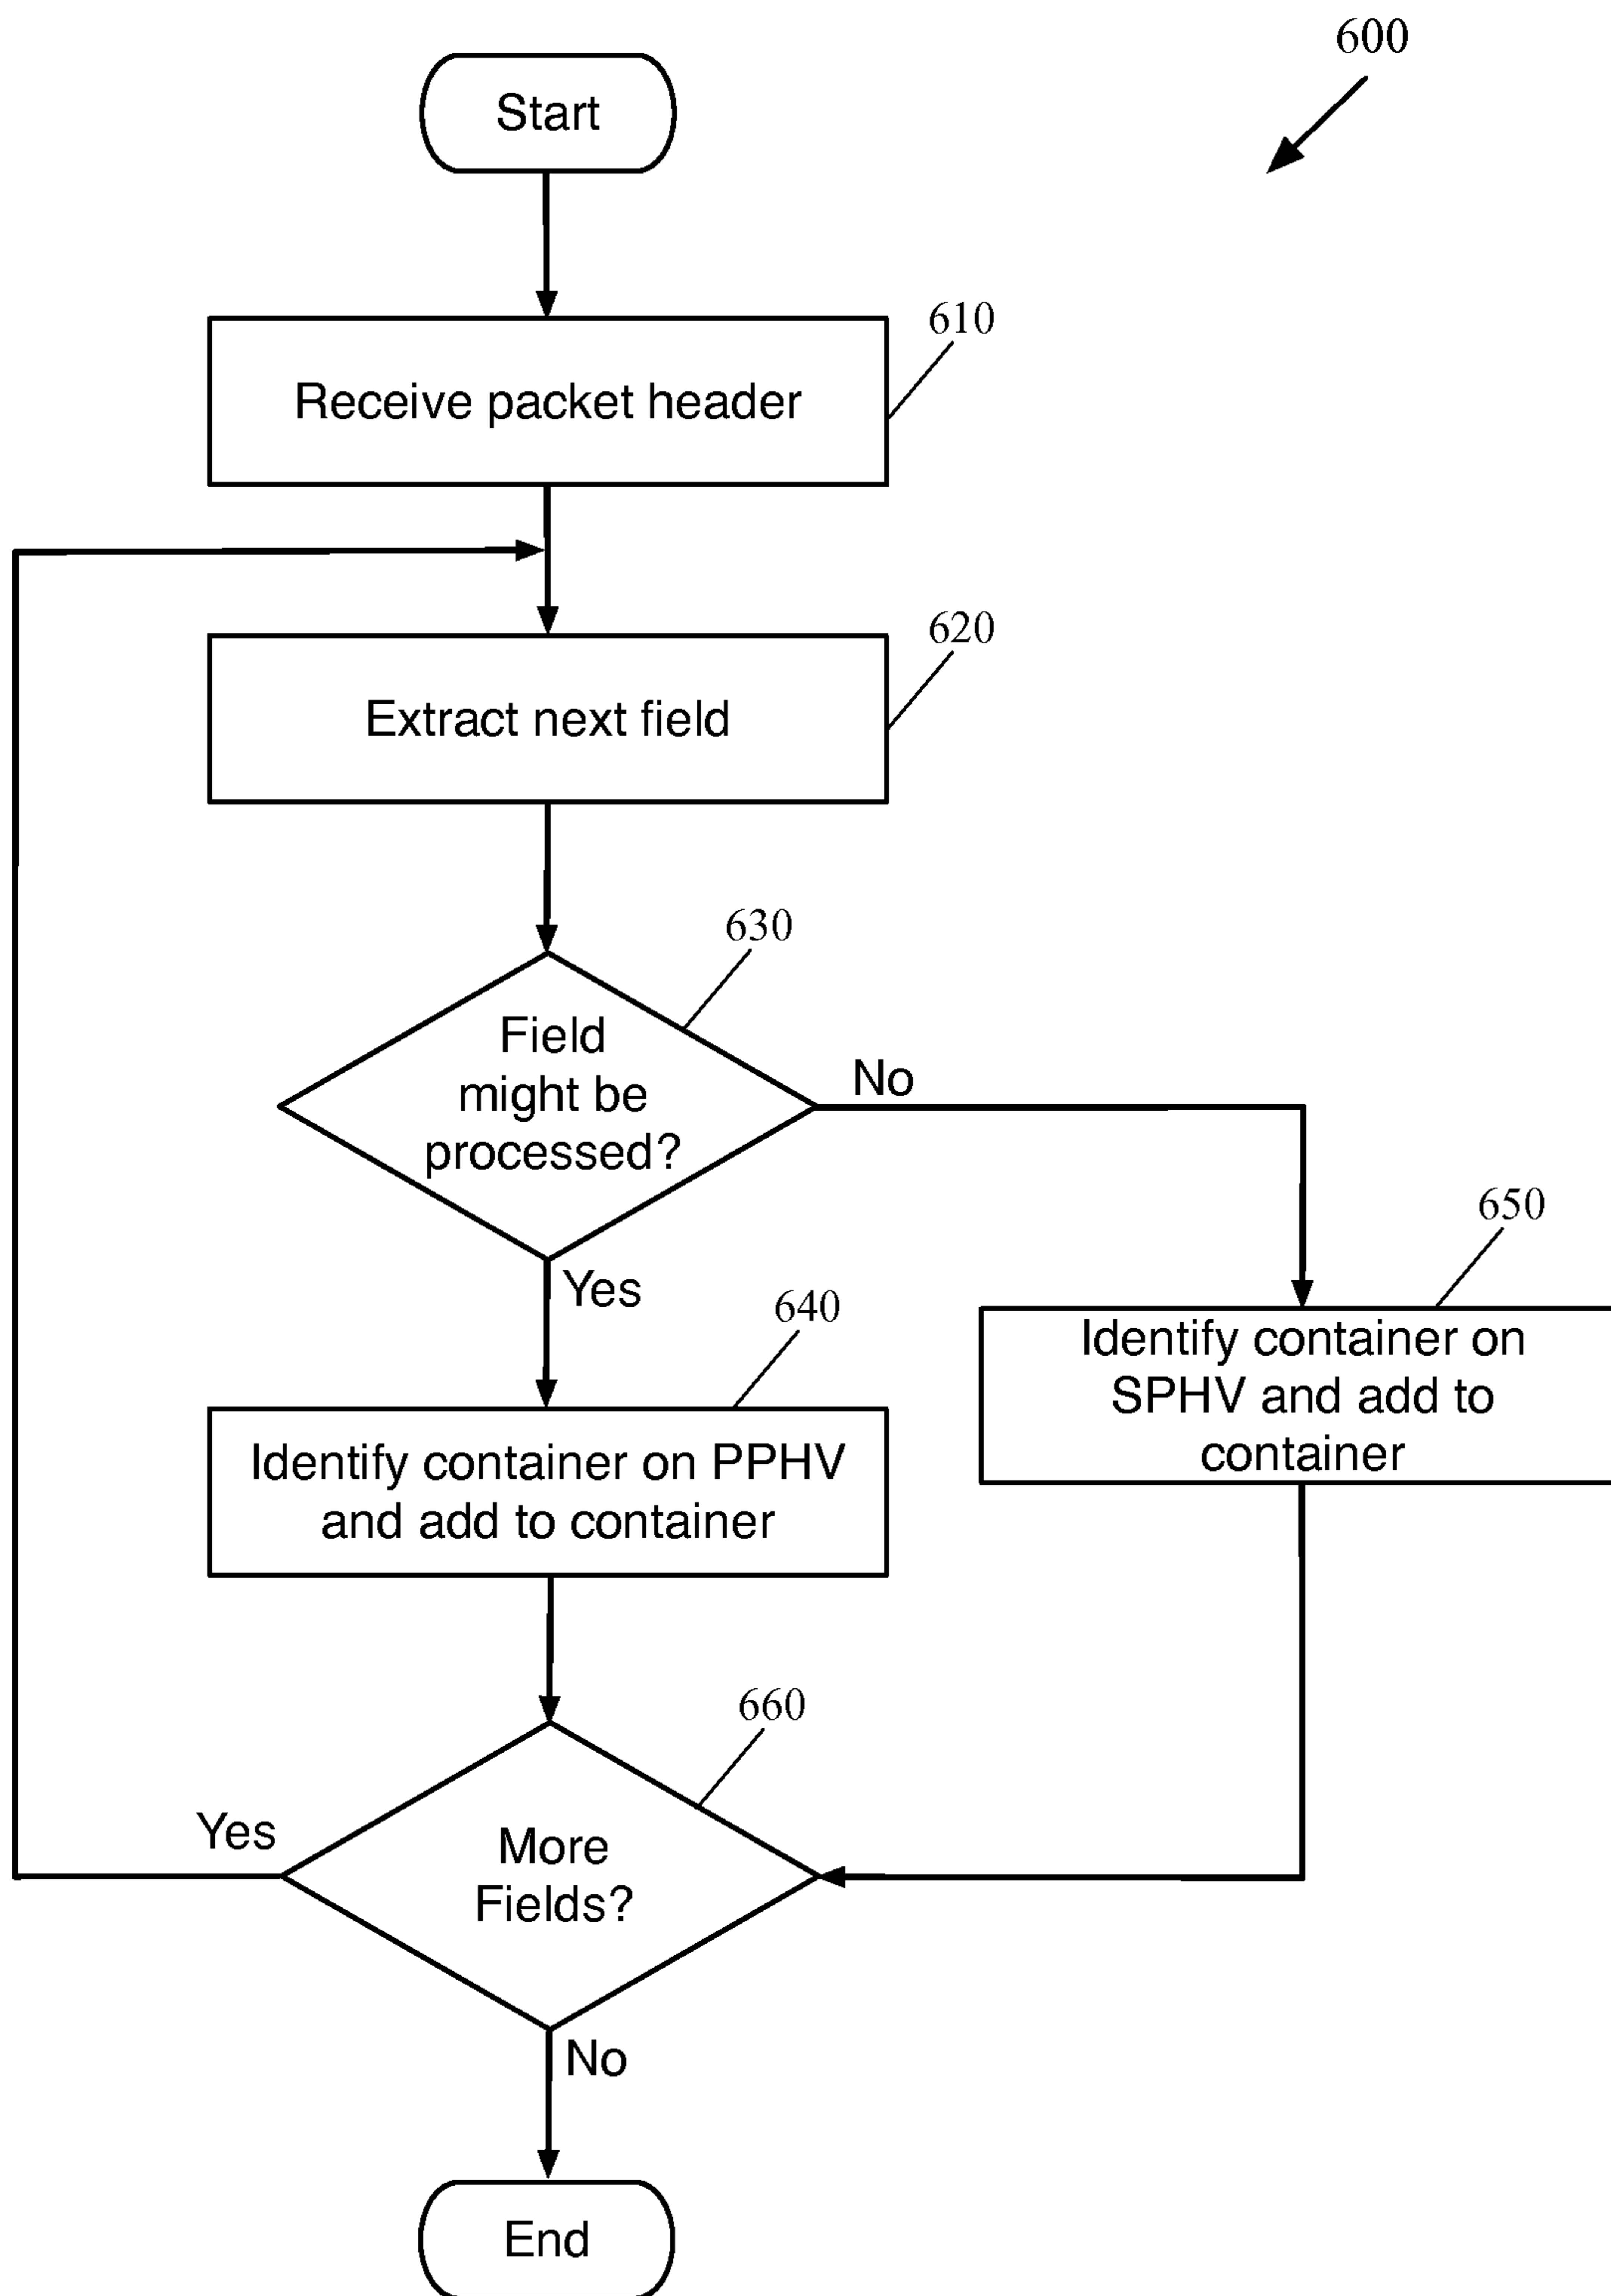 600
Start
610
Receive packet header
620
Extract next field
630
Field
might be
processed?
No
Yes
650
Identify container on
SPHV and add to
container
640
Identify container on PPHV
and add to container
660
Yes
More
Fields?
No
End